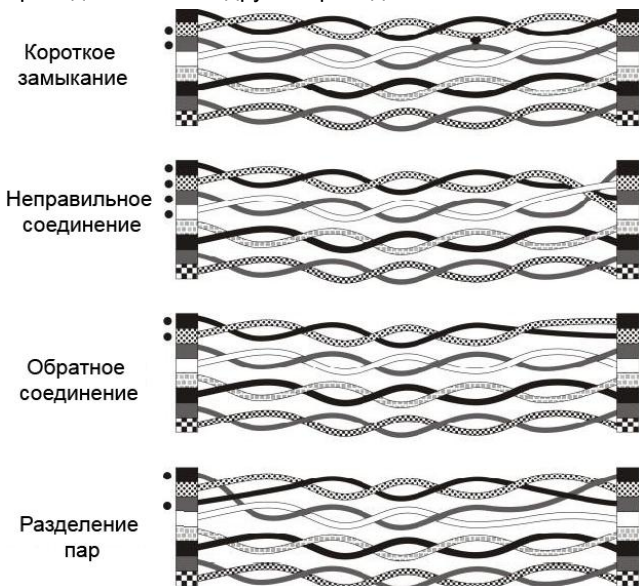 Короткое
замыкание
Неправильное
соединение
Обратное
соединение
Разделение
пар